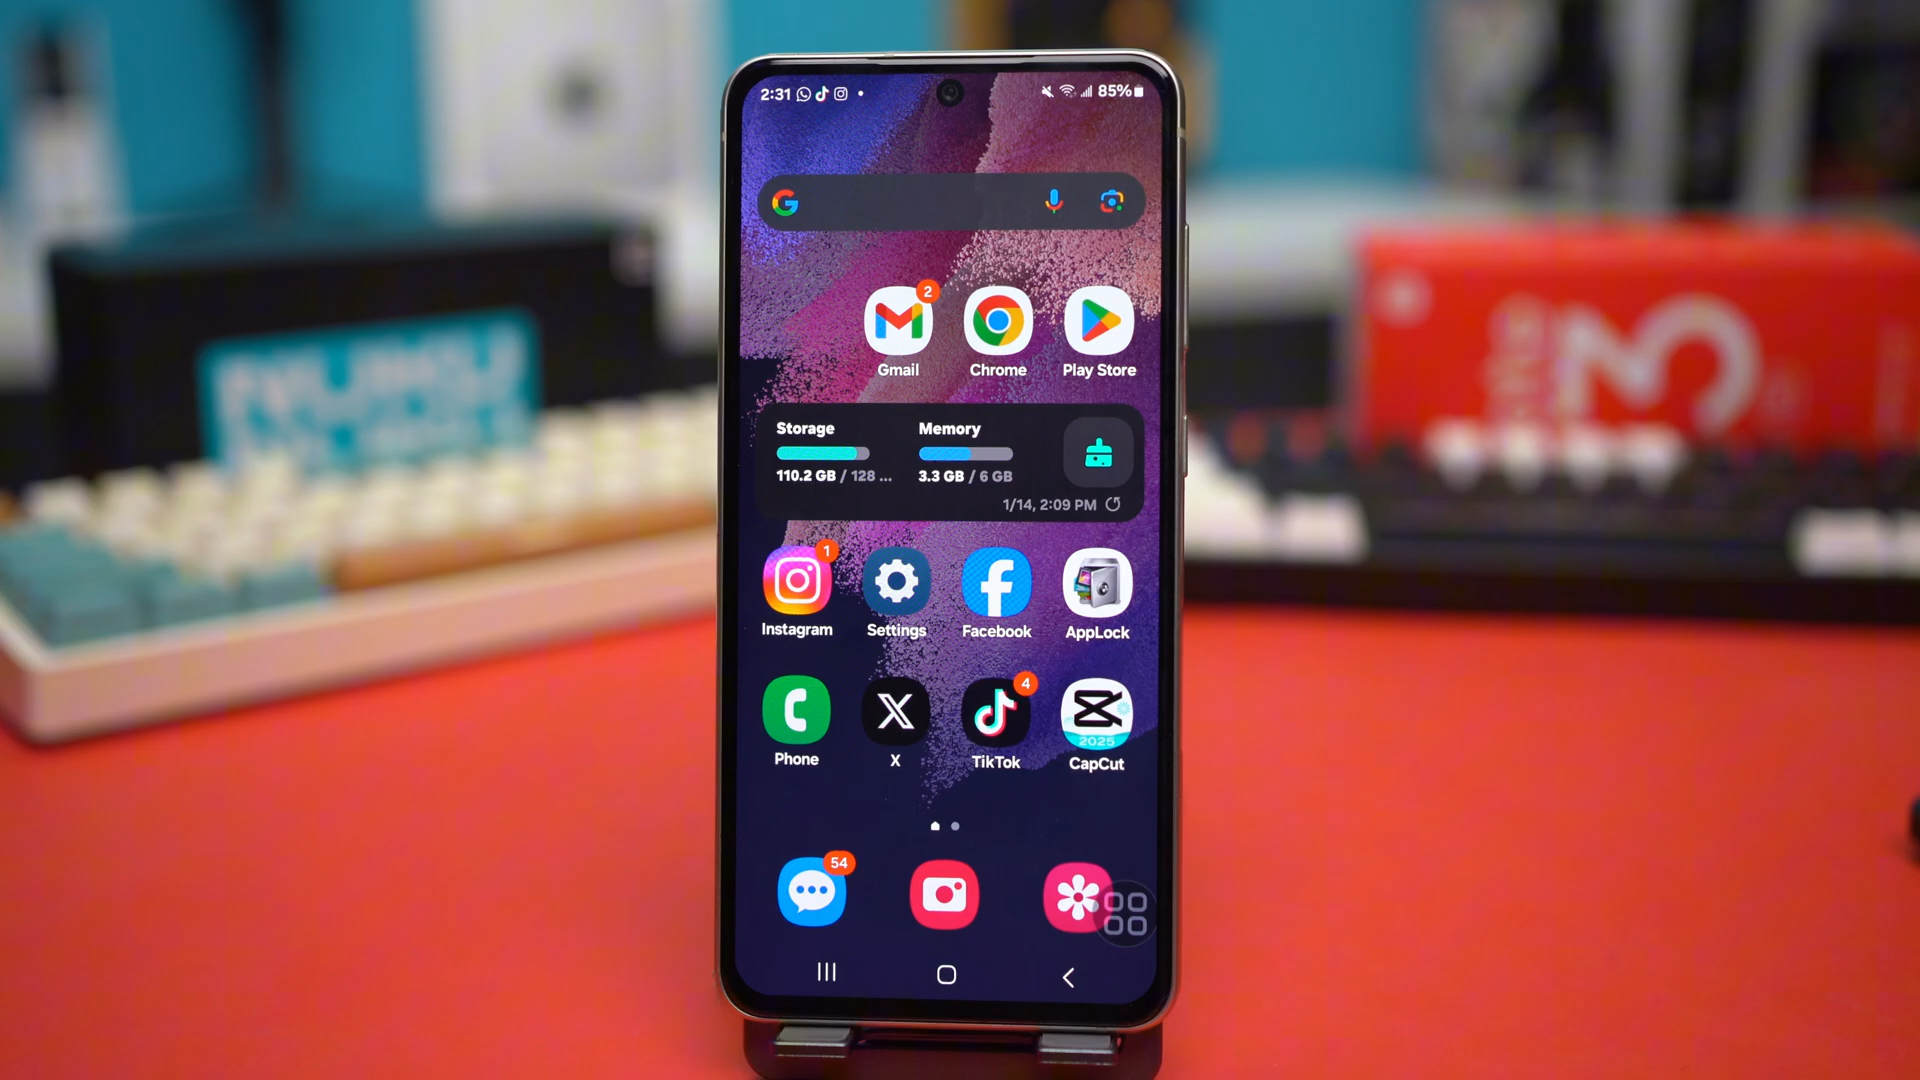 2:31
85%
2
Gmail
Chrome
Play Store
Storage
Memory
110.2 GB / 128 ...
3.3 GB / 6 GB
1/14, 2:09 PM
1
Instagram
Settings
Facebook
AppLock
4
2025
Phone
X
TikTok
CapCut
54
3